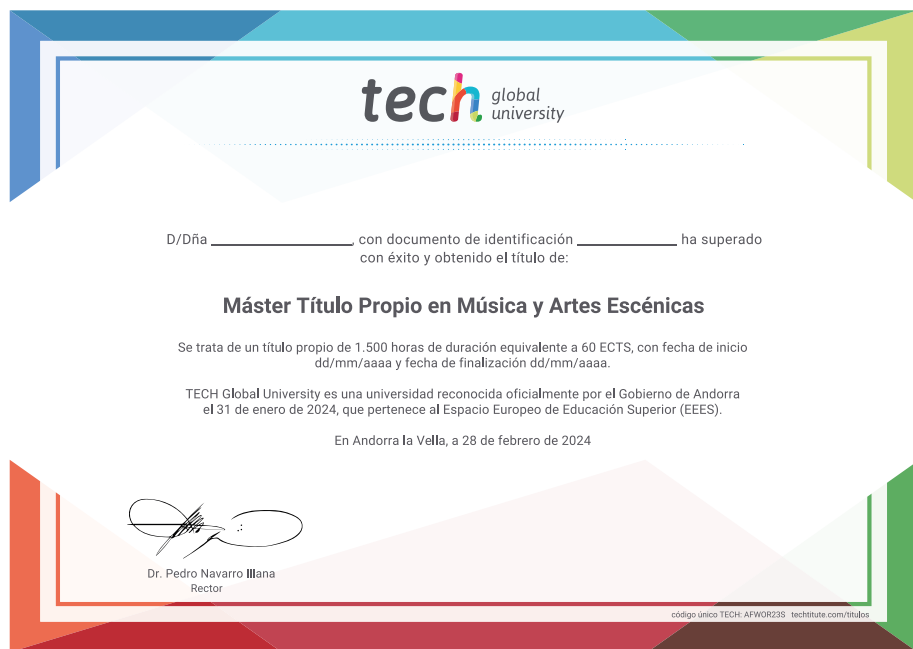 tech global university
D/Dña ________________, con documento de identificación ____________ ha superado
con éxito y obtenido el título de:
Máster Título Propio en Música y Artes Escénicas
Se trata de un título propio de 1.500 horas de duración equivalente a 60 ECTS, con fecha de inicio
dd/mm/aaaa y fecha de finalización dd/mm/aaaa.
TECH Global University es una universidad reconocida oficialmente por el Gobierno de Andorra
el 31 de enero de 2024, que pertenece al Espacio Europeo de Educación Superior (EEES).
En Andorra la Vella, a 28 de febrero de 2024
Dr. Pedro Navarro Illana
Rector
código único TECH: AFWOR23S techtitute.com/titulos